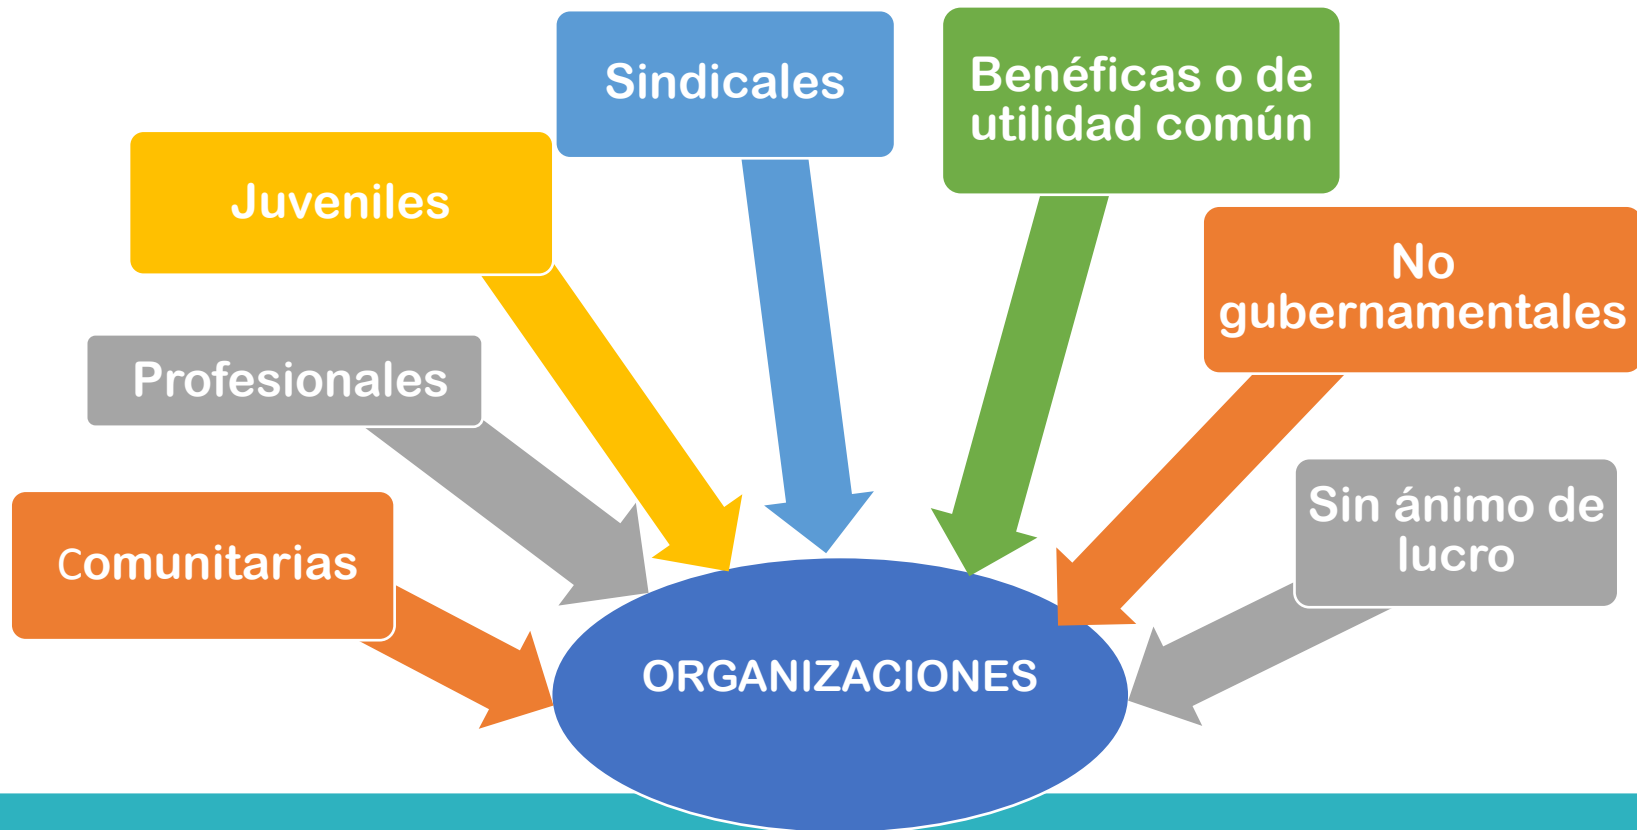 Sindicales
Benéficas o de
utilidad común
Juveniles
No
gubernamentales
Profesionales
Sin ánimo de
lucro
Comunitarias
ORGANIZACIONES